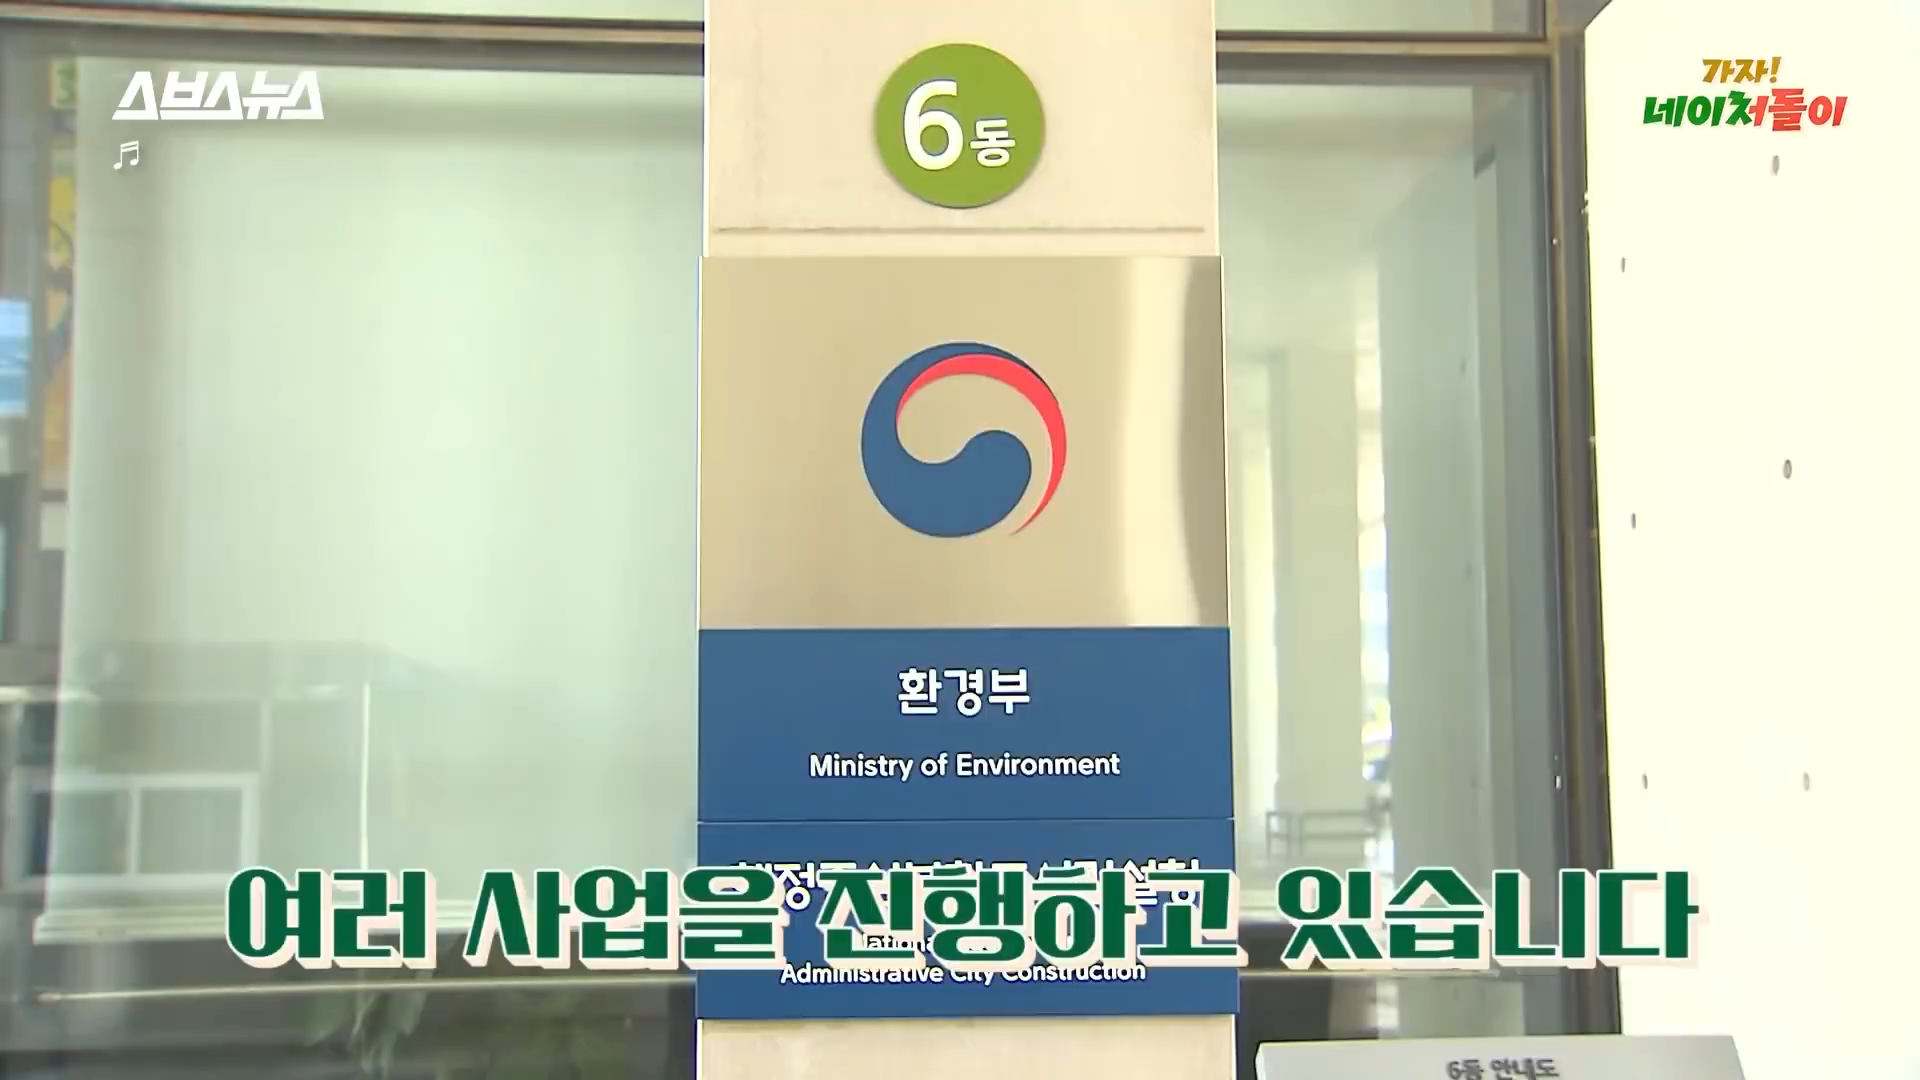 스브스뉴스
가자!
네이처돌이
6동
환경부
Ministry of Environment
여러 사업을 진행하고 있습니다
Administrative City Construction
6동 안내도